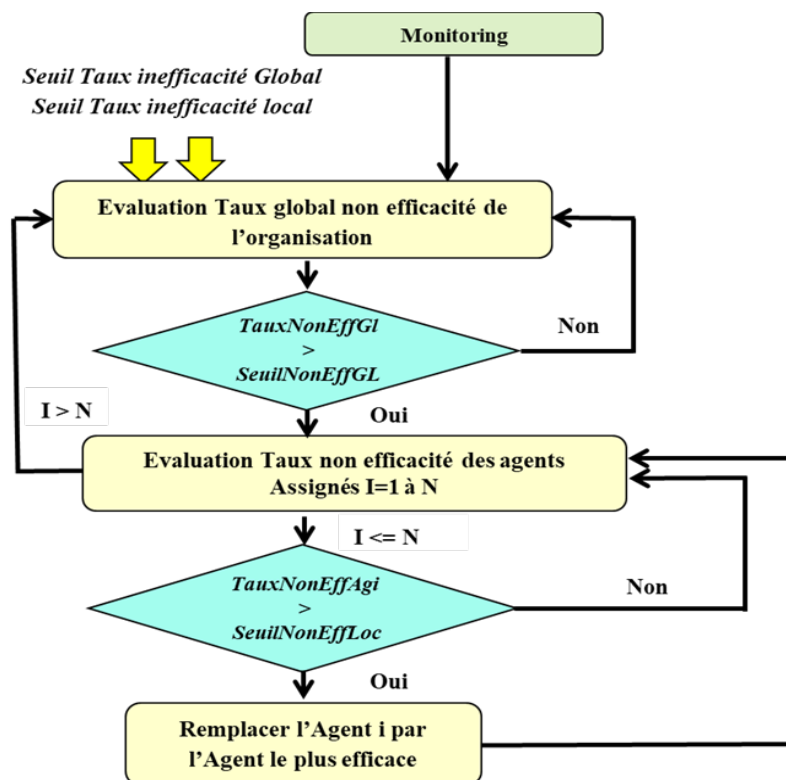 Monitoring
Seuil Taux inefficacité Global
Seuil Taux inefficacité local
Evaluation Taux global non efficacité de
l’organisation
TauxNonEffGl
>
SeuilNonEffGL
Non
I > N
Oui
Evaluation Taux non efficacité des agents
Assignés I=1 à N
I <= N
TauxNonEffAgi
>
SeuilNonEffLoc
Non
Oui
Remplacer l’Agent i par
l’Agent le plus efficace